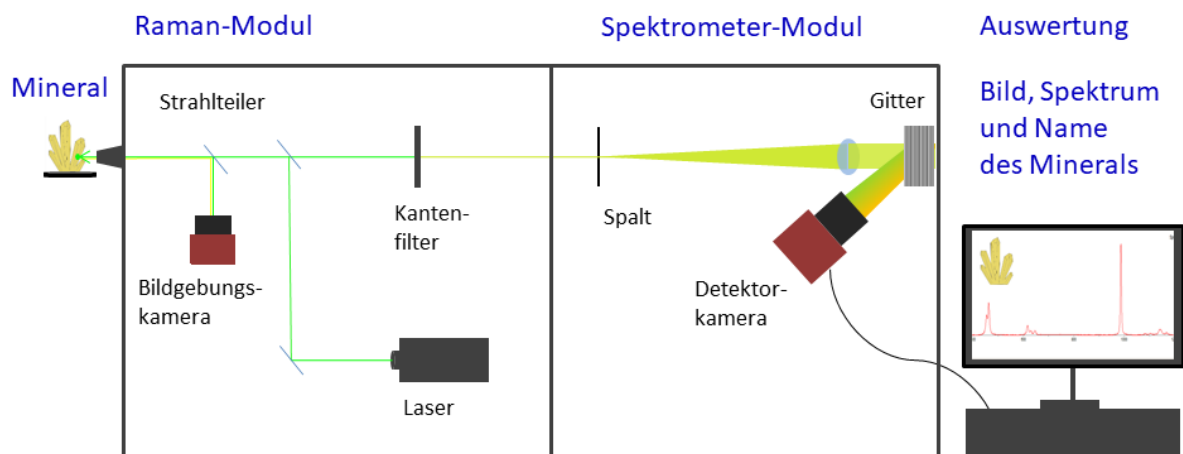 Raman-Modul
Spektrometer-Modul
Auswertung
Mineral
Strahlteiler
Gitter
Bild, Spektrum
und Name
des Minerals
Kanten-
filter
Spalt
Bildgebungs-
kamera
Detektor-
kamera
Laser